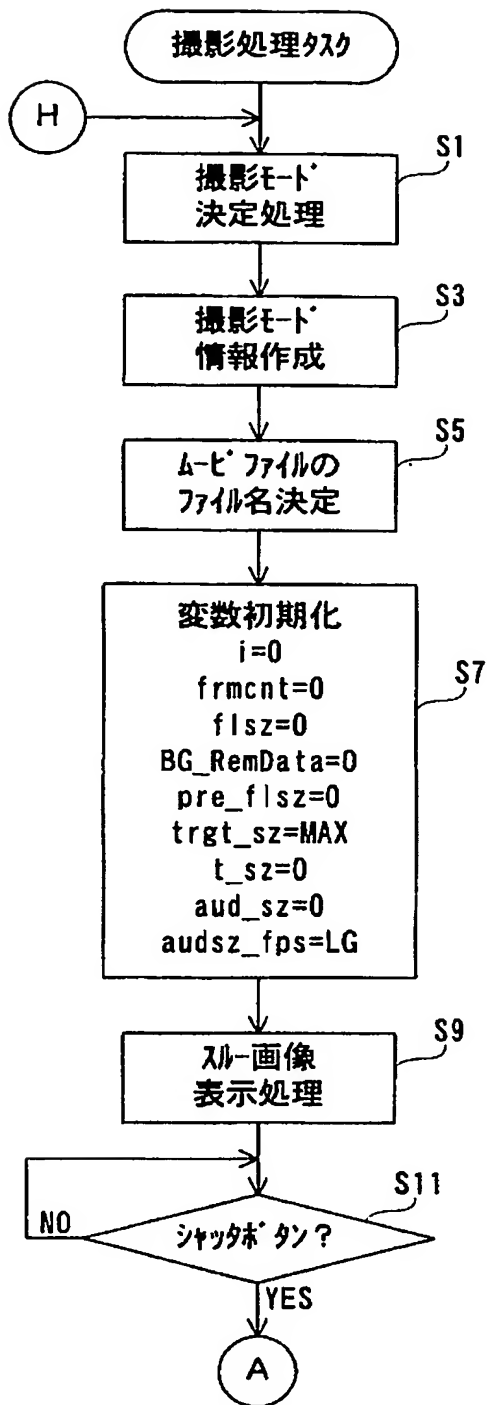 撮影処理ﾀｽｸ
H
S1
撮影ﾓｰﾄﾞ
決定処理
S3
撮影ﾓｰﾄﾞ
情報作成
S5
ﾑｰﾋﾞﾌｧｲﾙの
ﾌｧｲﾙ名決定
S7
変数初期化
i=0
frmcnt=0
flsz=0
BG_RemData=0
pre_flsz=0
trgt_sz=MAX
t_sz=0
aud_sz=0
audsz_fps=LG
S9
ｽﾙｰ画像
表示処理
S11
NO
ｼｬｯﾀﾎﾞﾀﾝ?
YES
A